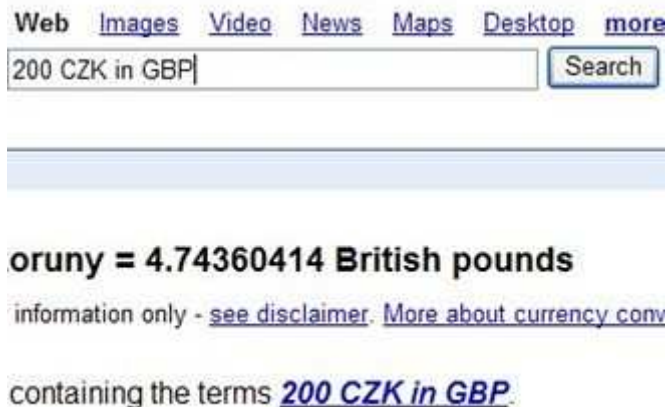 Web Images Video News Maps Desktop more
200 CZK in GBP Search
oruny = 4.74360414 British pounds
information only - see disclaimer. More about currency conv
containing the terms 200 CZK in GBP.